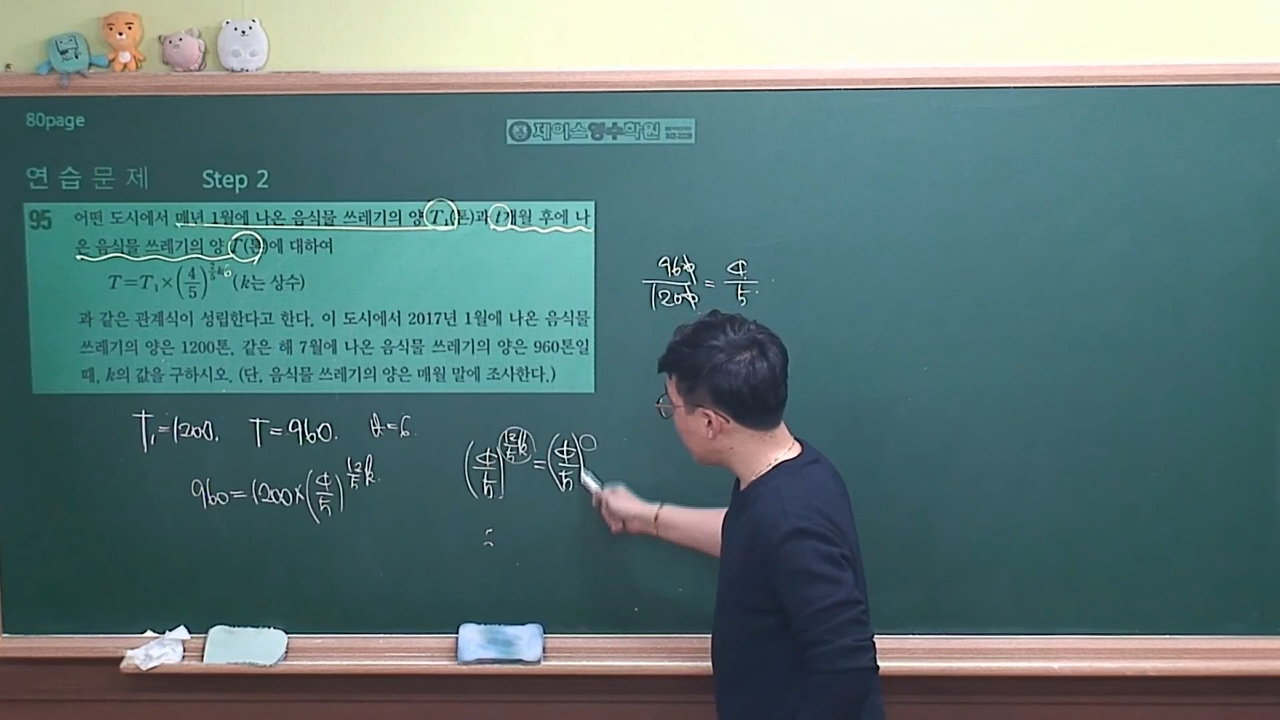 80page
제이스영수학원
연습문제 Step 2
95 어떤 도시에서 매년 1월에 나온 음식물 쓰레기의 양 T₁(톤)과 t개월 후에 나
온 음식물 쓰레기의 양 T(톤)에 대하여
T=T₁×(4/5)^ (k는 상수)
과 같은 관계식이 성립한다고 한다. 이 도시에서 2017년 1월에 나온 음식물
쓰레기의 양은 1200톤, 같은 해 7월에 나온 음식물 쓰레기의 양은 960톤일
때, k의 값을 구하시오. (단, 음식물 쓰레기의 양은 매월 말에 조사한다.)
960/1200=4/5
T₁=1200. T=960. t=6.
(4/5)^(12/5 k)=(4/5)
960=1200×(4/5)^(12/5 k)